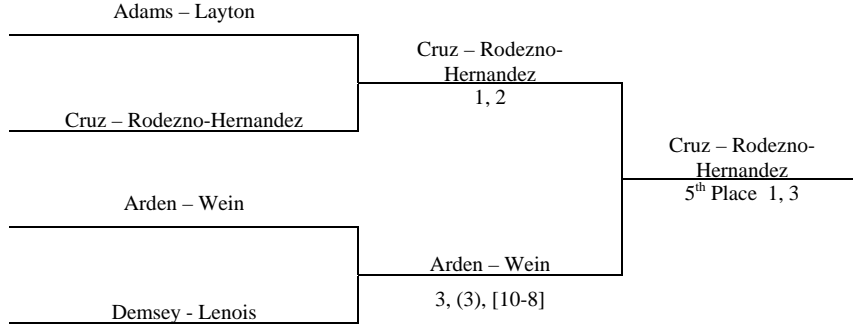 Adams – Layton
Cruz – Rodezno-
Hernandez
1, 2
Cruz – Rodezno-Hernandez
Cruz – Rodezno-
Hernandez
5th Place 1, 3
Arden – Wein
Arden – Wein
3, (3), [10-8]
Demsey - Lenois